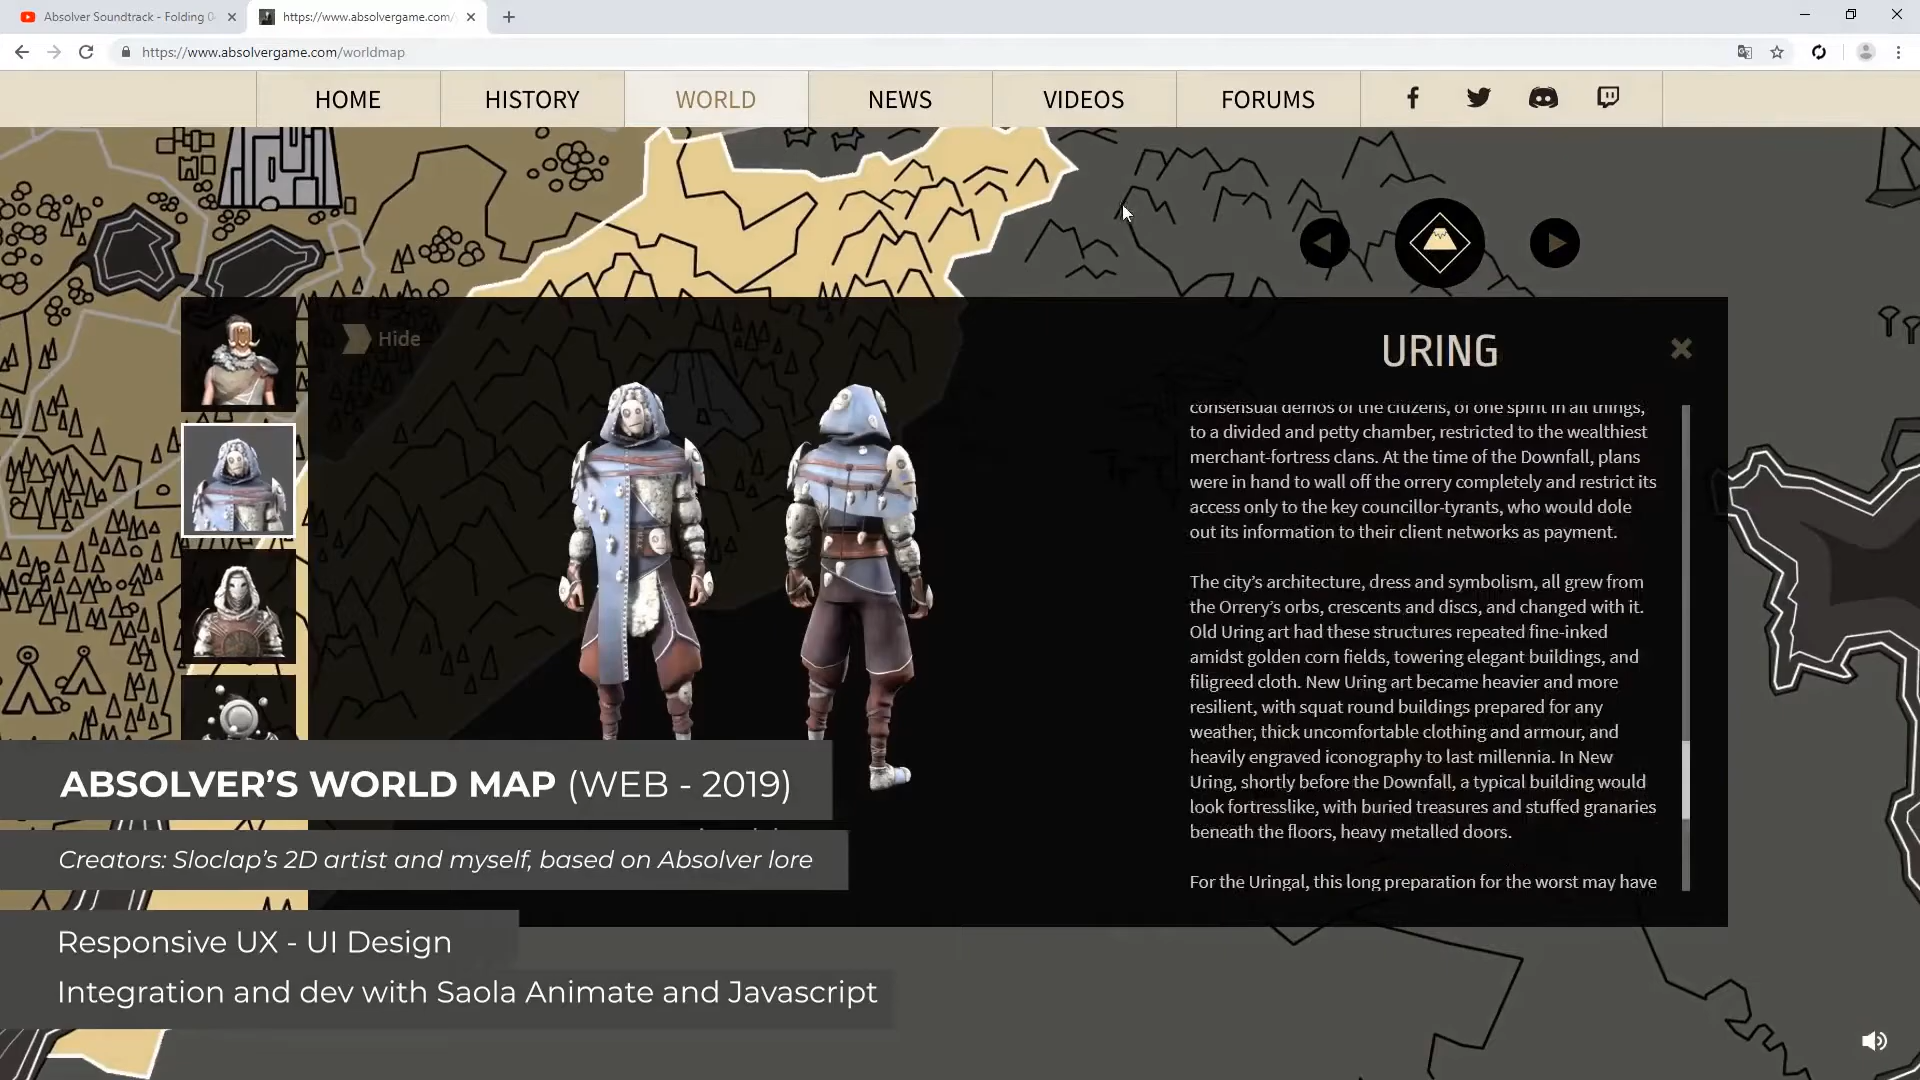 Absolver Soundtrack - Folding
https://www.absolvergame.com/
https://www.absolvergame.com/worldmap
HOME
HISTORY
WORLD
NEWS
VIDEOS
FORUMS
Hide
URING
consensual demos of the citizens, of one spirit in all things,
to a divided and petty chamber, restricted to the wealthiest
merchant-fortress clans. At the time of the Downfall, plans
were in hand to wall off the orrery completely and restrict its
access only to the key councillor-tyrants, who would dole
out its information to their client networks as payment.
The city’s architecture, dress and symbolism, all grew from
the Orrery’s orbs, crescents and discs, and changed with it.
Old Uring art had these structures repeated fine-inked
amidst golden corn fields, towering elegant buildings, and
filigreed cloth. New Uring art became heavier and more
resilient, with squat round buildings prepared for any
weather, thick uncomfortable clothing and armour, and
heavily engraved iconography to last millennia. In New
Uring, shortly before the Downfall, a typical building would
look fortresslike, with buried treasures and stuffed granaries
beneath the floors, heavy metalled doors.
For the Uringal, this long preparation for the worst may have
ABSOLVER’S WORLD MAP (WEB - 2019)
Creators: Sloclap’s 2D artist and myself, based on Absolver lore
Responsive UX - UI Design
Integration and dev with Saola Animate and Javascript